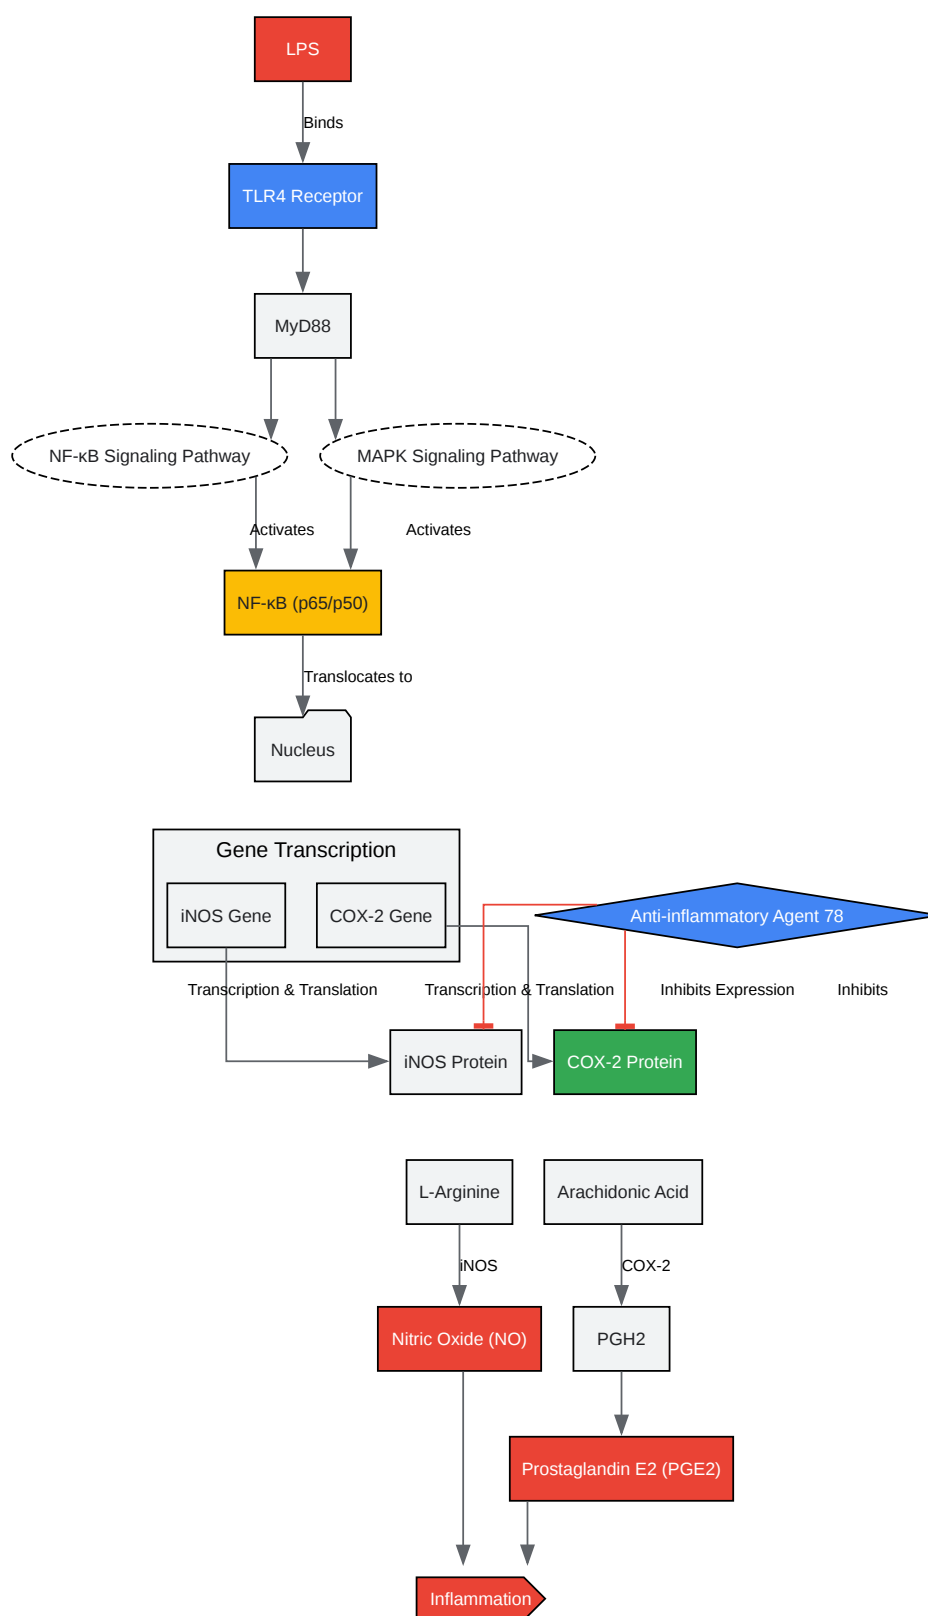 LPS
Binds
TLR4 Receptor
MyD88
NF-κB Signaling Pathway
MAPK Signaling Pathway
Activates
Activates
NF-κB (p65/p50)
Translocates to
Nucleus
Gene Transcription
iNOS Gene
COX-2 Gene
Anti-inflammatory Agent 78
Transcription & Translation
Transcription & Translation
Inhibits Expression
Inhibits
iNOS Protein
COX-2 Protein
L-Arginine
Arachidonic Acid
iNOS
COX-2
Nitric Oxide (NO)
PGH2
Prostaglandin E2 (PGE2)
Inflammation